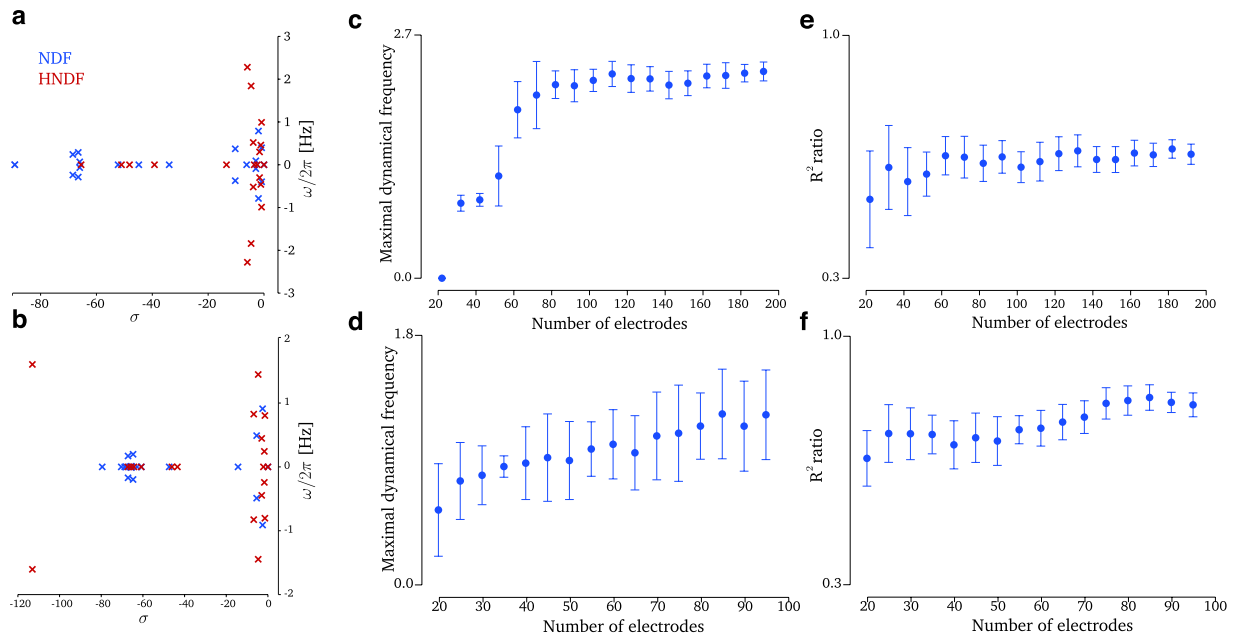 a
NDF
HNDF
3
2
1
0
-1
-2
-3
ω/2π [Hz]
-80 -60 -40 -20 0
σ
b
2
1
0
-1
-2
ω/2π [Hz]
-120 -100 -80 -60 -40 -20 0
σ
c
2.7
0.0
Maximal dynamical frequency
20 40 60 80 100 120 140 160 180 200
Number of electrodes
d
1.8
0.0
Maximal dynamical frequency
20 30 40 50 60 70 80 90 100
Number of electrodes
e
1.0
0.3
R² ratio
20 40 60 80 100 120 140 160 180 200
Number of electrodes
f
1.0
0.3
R² ratio
20 30 40 50 60 70 80 90 100
Number of electrodes